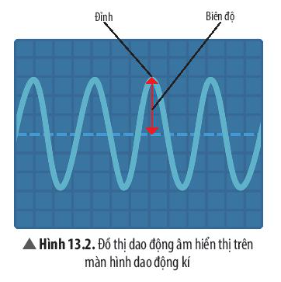 Đỉnh
Biên độ
▲ Hình 13.2. Đồ thị dao động âm hiển thị trên
màn hình dao động kí